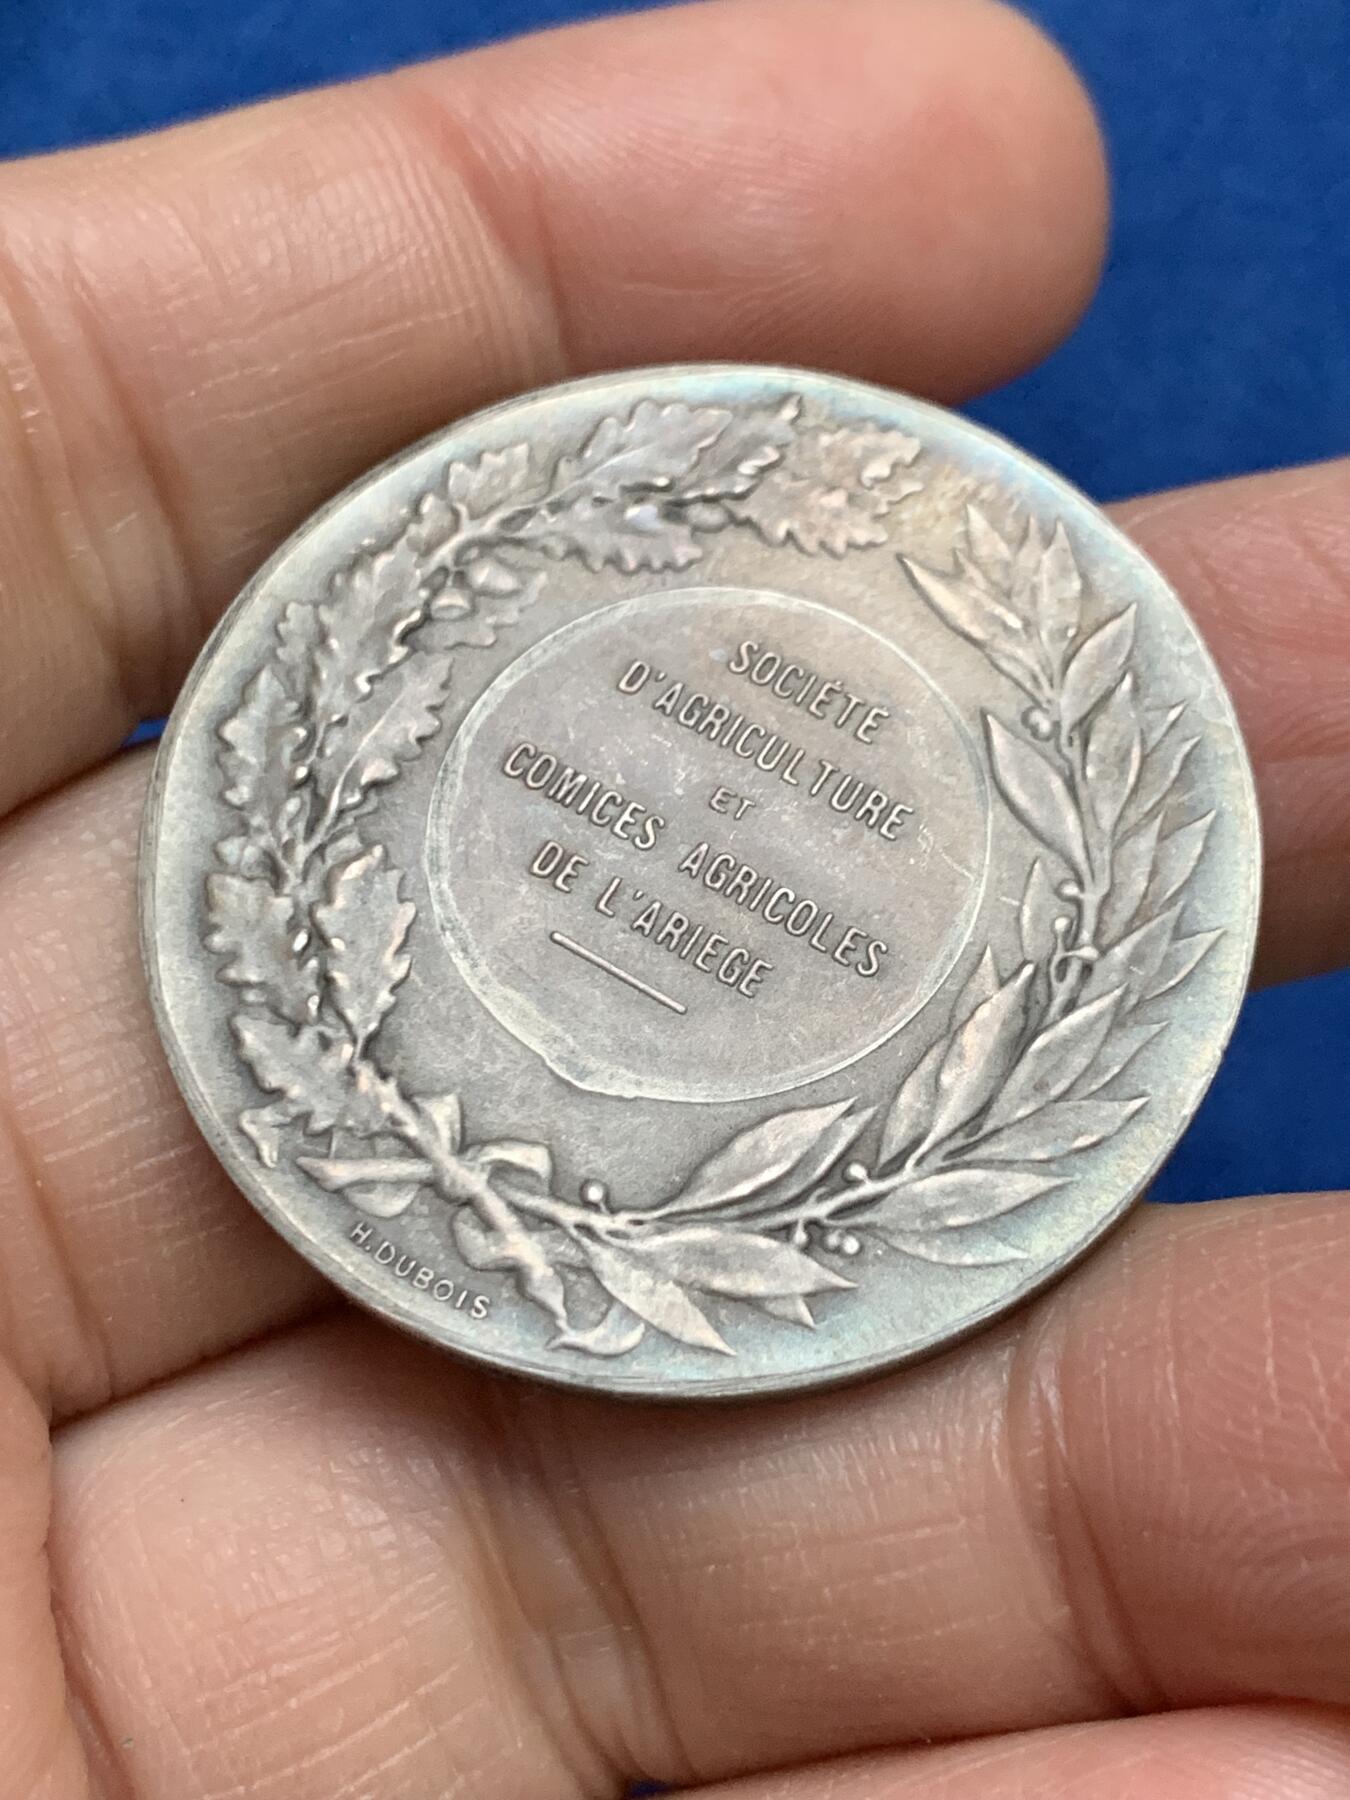 SOCIÉTÉ
D'AGRICULTURE
ET
COMICES AGRICOLES
DE L'ARIEGE
H. DUBOIS